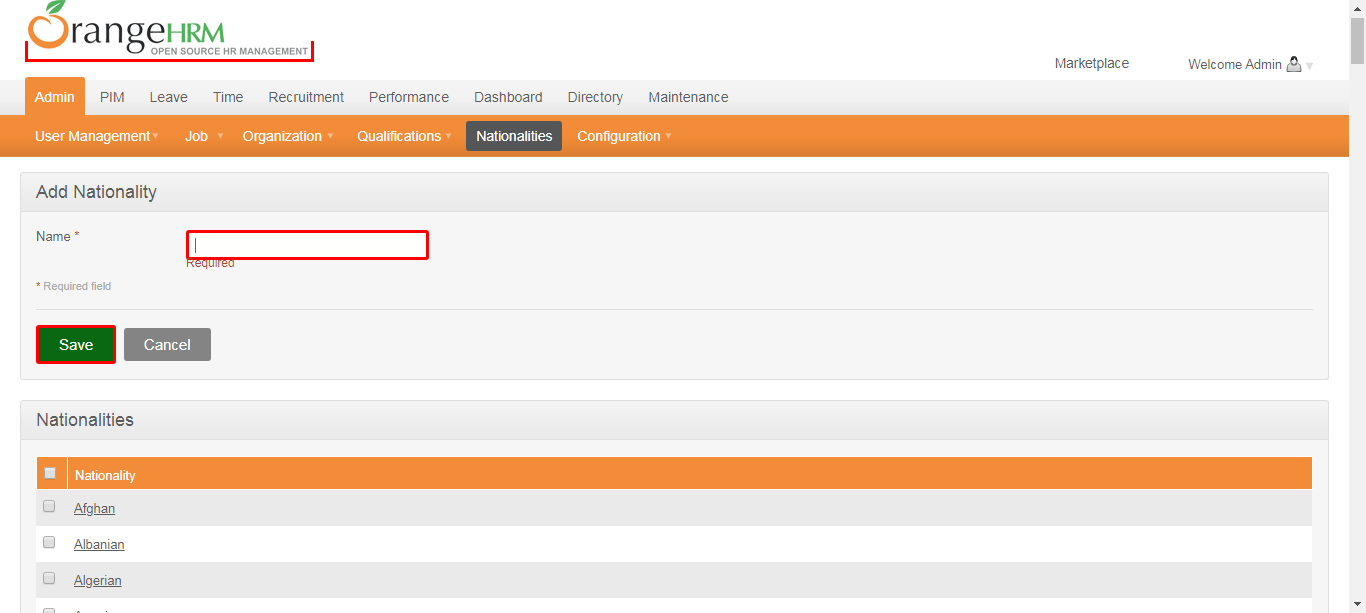 OrangeHRM
OPEN SOURCE HR MANAGEMENT
Marketplace Welcome Admin
Admin PIM Leave Time Recruitment Performance Dashboard Directory Maintenance
User Management Job Organization Qualifications Nationalities Configuration
Add Nationality
Name *
Required
* Required field
Save Cancel
Nationalities
Nationality
Afghan
Albanian
Algerian